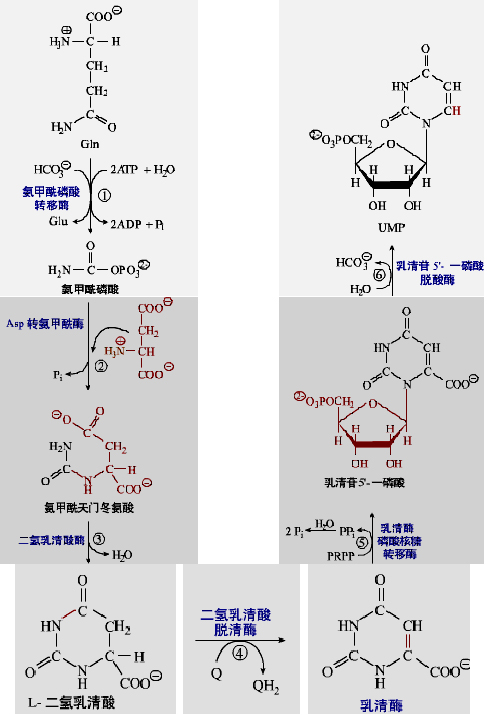 COO⊖
⊕
H₃N — C — H
CH₂
CH₂
C
H₂N O
Gln
HCO₃⊖ 2ATP + H₂O
氨甲酰磷酸
转移酶
①
Glu 2ADP + Pi
O
H₂N — C — OPO₃2-
氨甲酰磷酸
Asp 转氨甲酰酶
COO⊖
CH₂
⊕
H₃N — CH
COO⊖
②
Pi
⊖O O
C
H₂N CH₂
C C — H
O N COO⊖
H
氨甲酰天门冬氨酸
二氢乳清酸酶 ③
H₂O
O
C
HN CH₂
C C — H
O N COO⊖
H
L- 二氢乳清酸
二氢乳清酸
脱清酶
④
Q QH₂
O
C
HN CH
C C
O N COO⊖
H
乳清酶
乳清酶
磷酸核糖
转移酶
⑤
2 Pi H₂O PPi
PRPP
O
C
HN CH
C C
O N COO⊖
2- O₃POCH₂ O
OH OH
乳清苷5'-一磷酸
HCO₃⊖
乳清苷 5'- 一磷酸
脱酸酶
⑥
H₂O
O
C
HN CH
C C H
O N
2- O₃POCH₂ O
OH OH
UMP